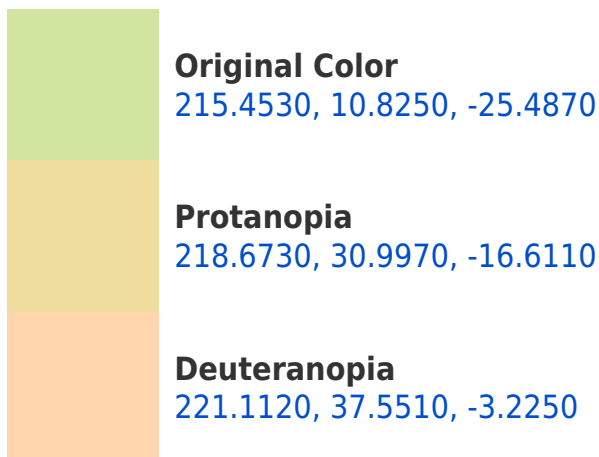 Original Color
215.4530, 10.8250, -25.4870
Protanopia
218.6730, 30.9970, -16.6110
Deuteranopia
221.1120, 37.5510, -3.2250